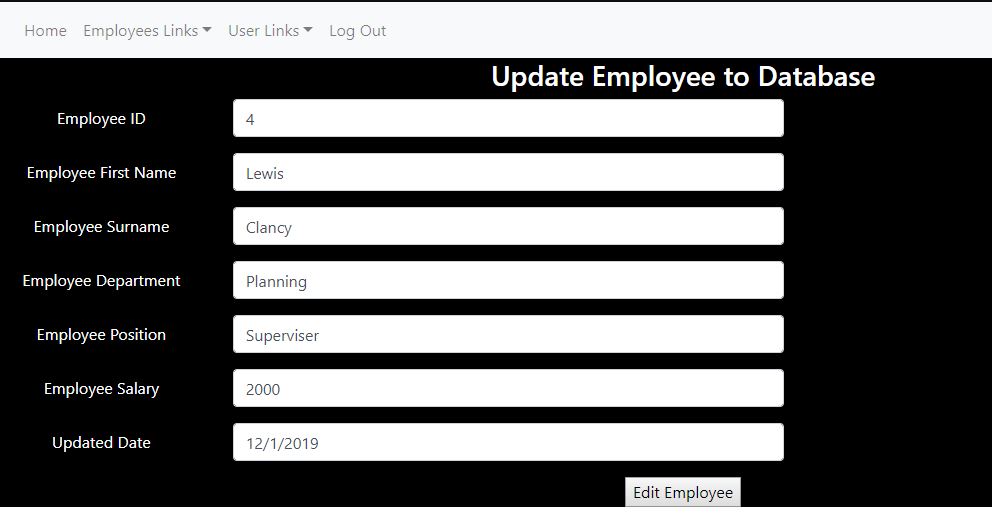 Home Employees Links User Links Log Out
Update Employee to Database
Employee ID 4
Employee First Name Lewis
Employee Surname Clancy
Employee Department Planning
Employee Position Superviser
Employee Salary 2000
Updated Date 12/1/2019
Edit Employee